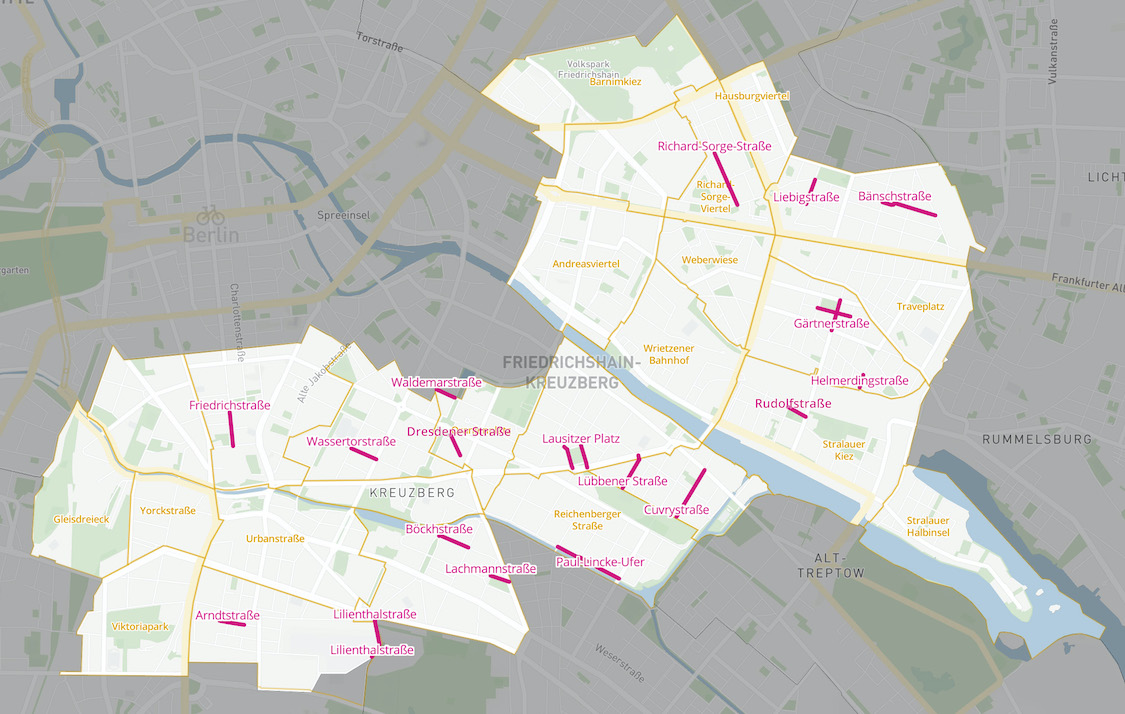 Torstraße
Vulkanstraße
Volkspark
Friedrichshain
Barnimkiez
Hausburgviertel
Richard-Sorge-Straße
LICHT
Richard-
Sorge-
Viertel
Liebigstraße
Bänschstraße
Spreeinsel
Berlin
garten
Andreasviertel
Weberwiese
Frankfurter All
Charlottenstraße
Traveplatz
Gärtnerstraße
Wriezener
Bahnhof
FRIEDRICHSHAIN-
KREUZBERG
Alte Jakobstraße
Waldemarstraße
Helmerdingstraße
Friedrichstraße
Rudolfstraße
Dresdener Straße
Wassertorstraße
Lausitzer Platz
RUMMELSBURG
Stralauer
Kiez
Lübbener Straße
KREUZBERG
Cuvrystraße
Gleisdreieck
Yorckstraße
Reichenberger
Straße
Stralauer
Halbinsel
Böckhstraße
Urbanstraße
Paul-Lincke-Ufer
ALT-
TREPTOW
Lachmannstraße
Arndtstraße
Lilienthalstraße
Viktoriapark
Lilienthalstraße
Weserstraße